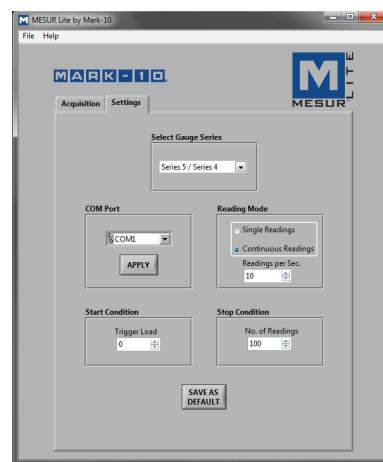 MESUR Lite by Mark-10
File Help
MARK-10
M
MESUR
LITE
Acquisition Settings
Select Gauge Series
Series 5 / Series 4
COM Port
COM1
APPLY
Reading Mode
Single Readings
Continuous Readings
Readings per Sec.
10
Start Condition
Trigger Load
0
Stop Condition
No. of Readings
100
SAVE AS
DEFAULT